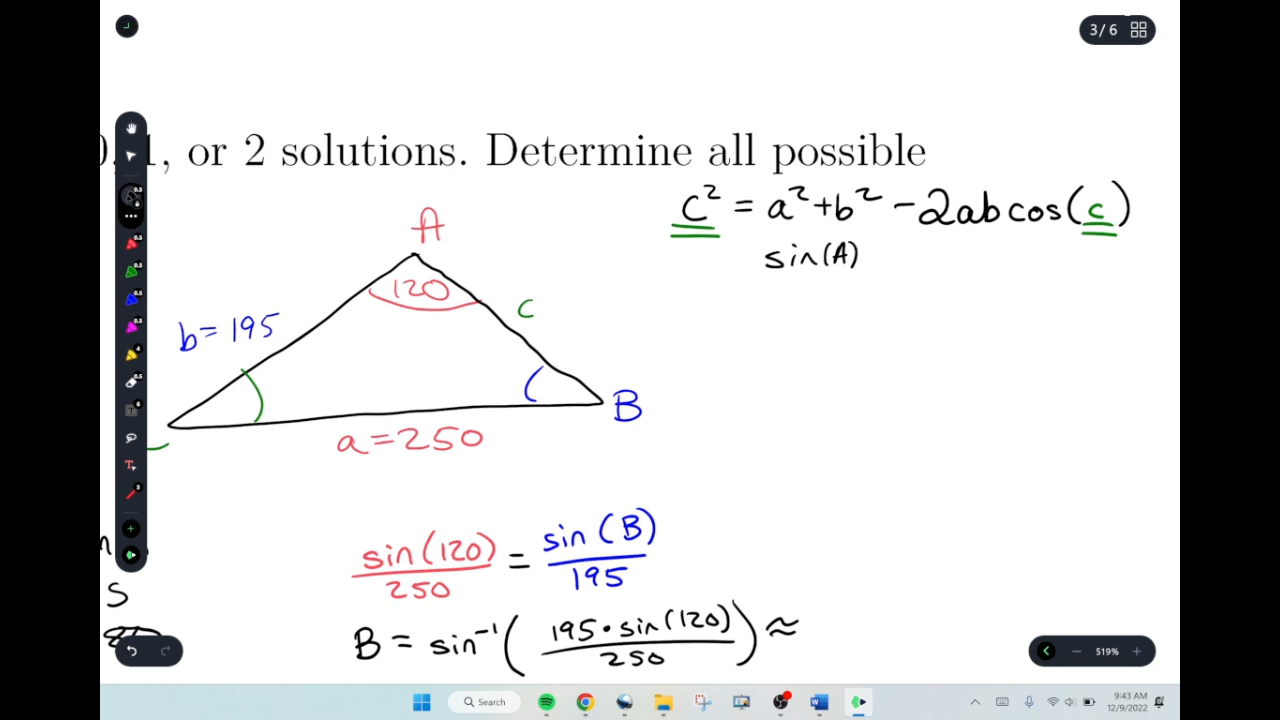 3/6
0, 1, or 2 solutions. Determine all possible
c² = a² + b² - 2ab cos(c)
sin(A)
A
120
c
b = 195
B
a = 250
sin(120)/250 = sin(B)/195
n
S
B = sin⁻¹(195·sin(120)/250) ≈
519%
Search
9:43 AM
12/9/2022